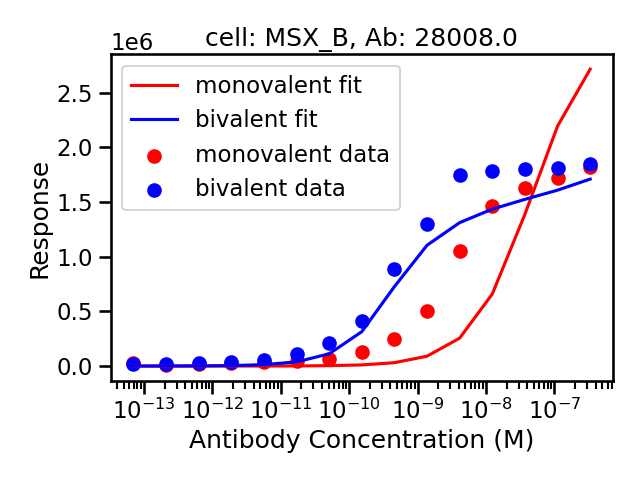 cell: MSX_B, Ab: 28008.0
1e6
monovalent fit
bivalent fit
monovalent data
bivalent data
Response
2.5
2.0
1.5
1.0
0.5
0.0
10⁻¹³ 10⁻¹² 10⁻¹¹ 10⁻¹⁰ 10⁻⁹ 10⁻⁸ 10⁻⁷
Antibody Concentration (M)